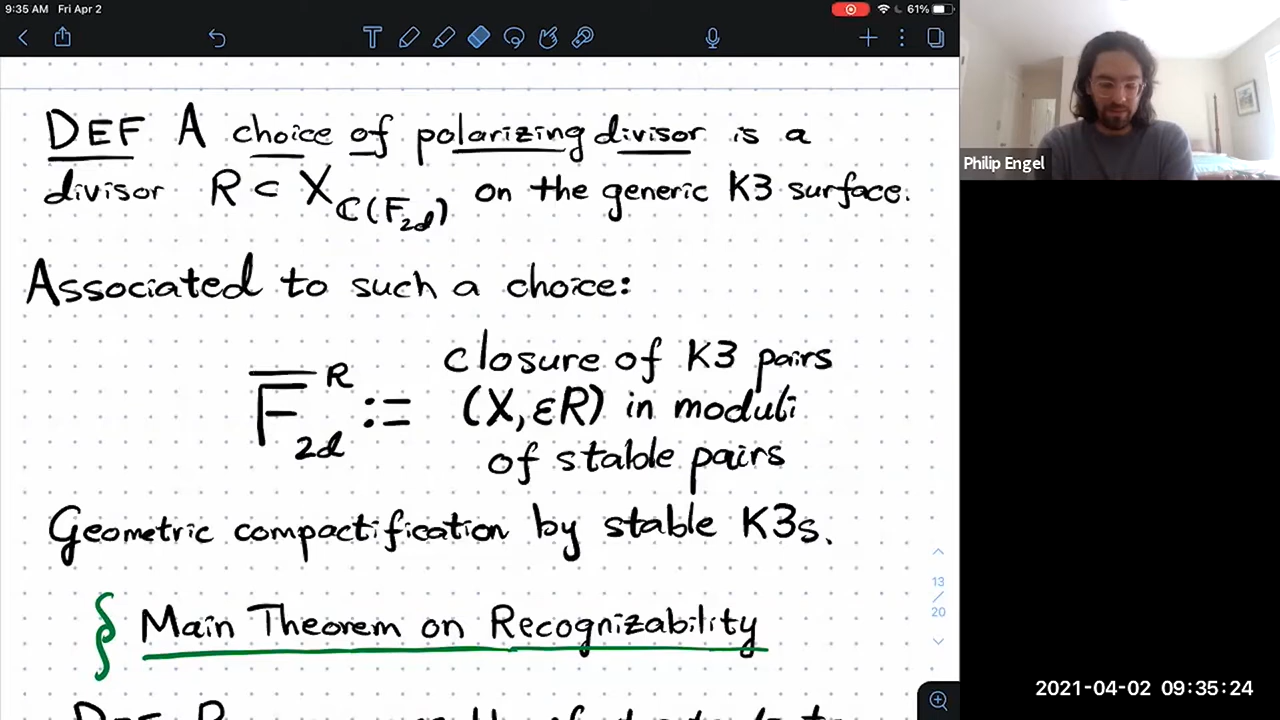 9:35 AM Fri Apr 2
61%
DEF A choice of polarizing divisor is a
divisor R ⊂ X_{ℂ(F_{2d})} on the generic K3 surface.
Associated to such a choice:
closure of K3 pairs
\overline{F}_{2d}^{R} := (X, εR) in moduli
of stable pairs
Geometric compactification by stable K3s.
§ Main Theorem on Recognizability
13
/
20
Philip Engel
2021-04-02 09:35:24